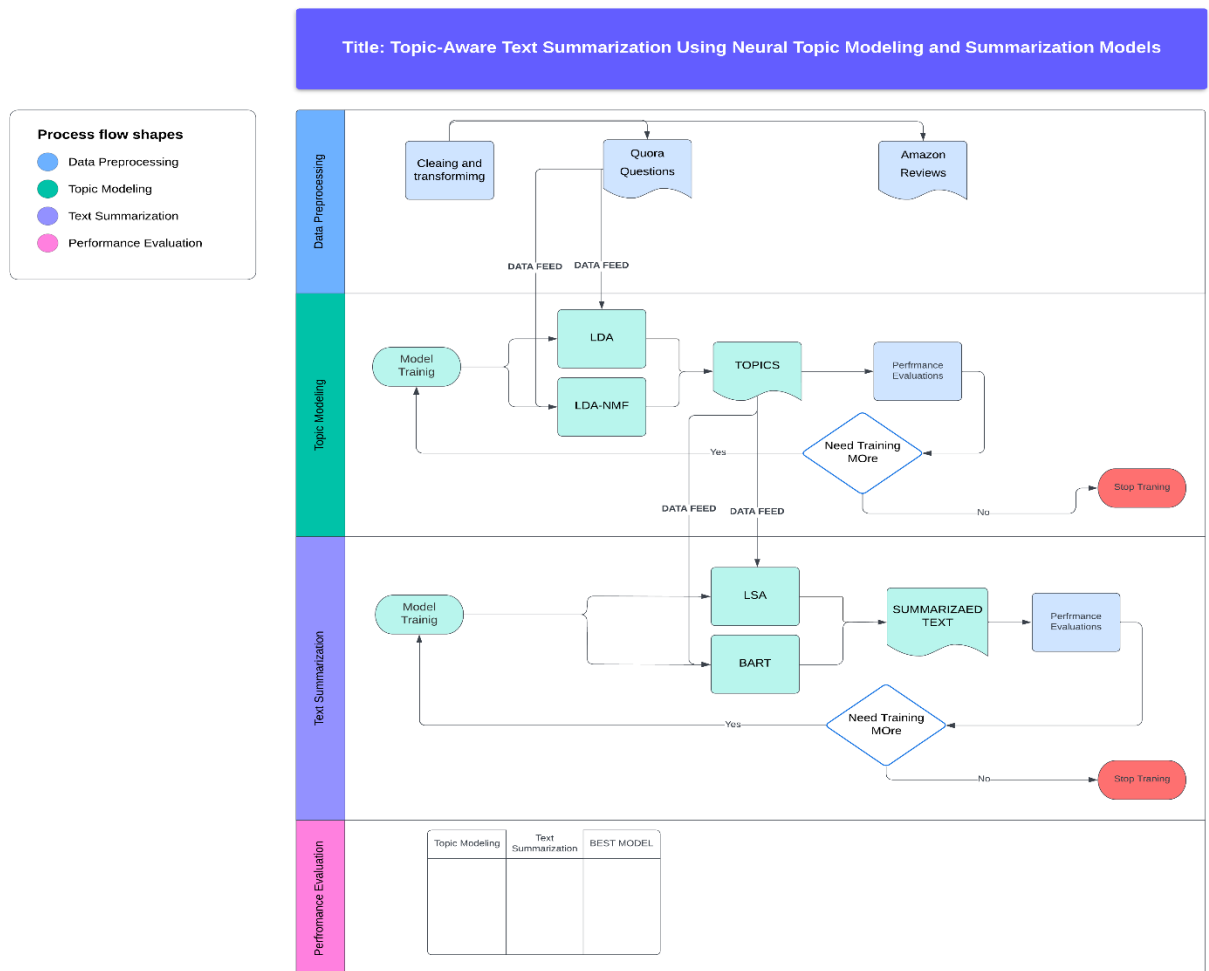 Title: Topic-Aware Text Summarization Using Neural Topic Modeling and Summarization Models
Process flow shapes
Data Preprocessing
Topic Modeling
Text Summarization
Performance Evaluation
Data Preprocessing
Cleaing and
transforimg
Quora
Questions
Amazon
Reviews
DATA FEED
DATA FEED
Topic Modeling
Model
Trainig
LDA
LDA-NMF
TOPICS
Perfrmance
Evaluations
Need Training
MOre
Yes
No
Stop Traning
DATA FEED
DATA FEED
Text Summarization
Model
Trainig
LSA
BART
SUMMARIZAED
TEXT
Perfrmance
Evaluations
Need Training
MOre
Yes
No
Stop Traning
Perfromance Evaluation
Topic Modeling
Text
Summarization
BEST MODEL